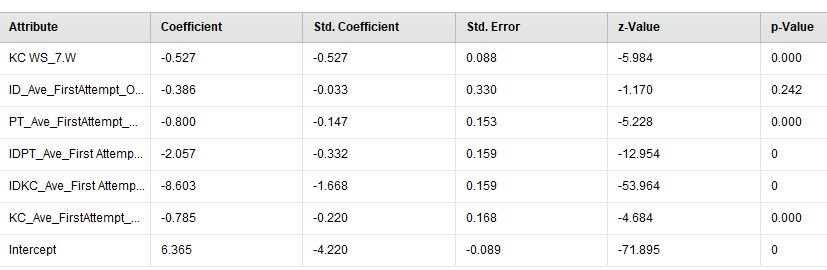 Attribute Coefficient Std. Coefficient Std. Error z-Value p-Value
KC WS_7.W -0.527 -0.527 0.088 -5.984 0.000
ID_Ave_FirstAttempt_O... -0.386 -0.033 0.330 -1.170 0.242
PT_Ave_FirstAttempt_... -0.800 -0.147 0.153 -5.228 0.000
IDPT_Ave_First Attemp... -2.057 -0.332 0.159 -12.954 0
IDKC_Ave_First Attemp... -8.603 -1.668 0.159 -53.964 0
KC_Ave_FirstAttempt_... -0.785 -0.220 0.168 -4.684 0.000
Intercept 6.365 -4.220 -0.089 -71.895 0